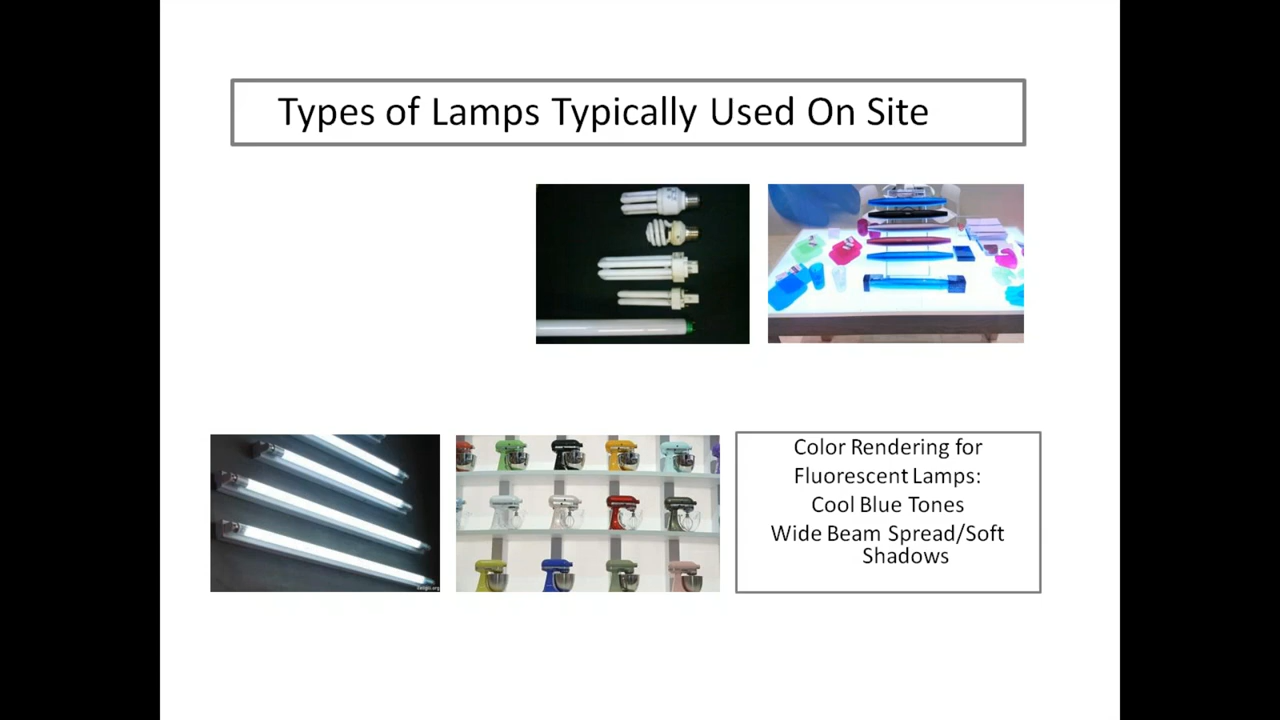 Types of Lamps Typically Used On Site
Color Rendering for
Fluorescent Lamps:
Cool Blue Tones
Wide Beam Spread/Soft
Shadows